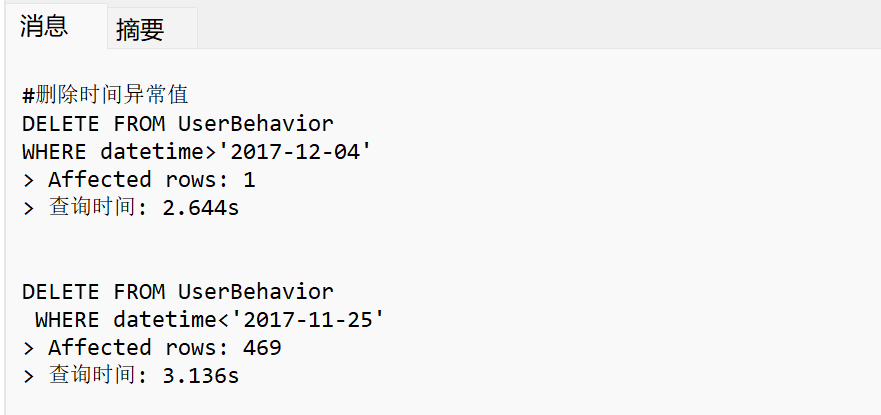 消息 摘要
#删除时间异常值
DELETE FROM UserBehavior
WHERE datetime>'2017-12-04'
> Affected rows: 1
> 查询时间: 2.644s
DELETE FROM UserBehavior
WHERE datetime<'2017-11-25'
> Affected rows: 469
> 查询时间: 3.136s